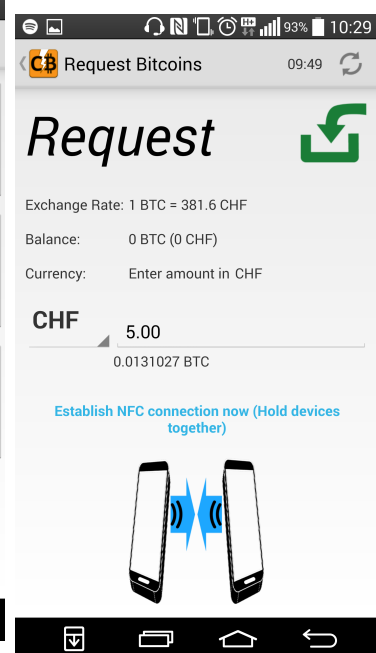 93% 10:29
CB Request Bitcoins 09:49
Request
Exchange Rate: 1 BTC = 381.6 CHF
Balance: 0 BTC (0 CHF)
Currency: Enter amount in CHF
CHF 5.00
0.0131027 BTC
Establish NFC connection now (Hold devices
together)